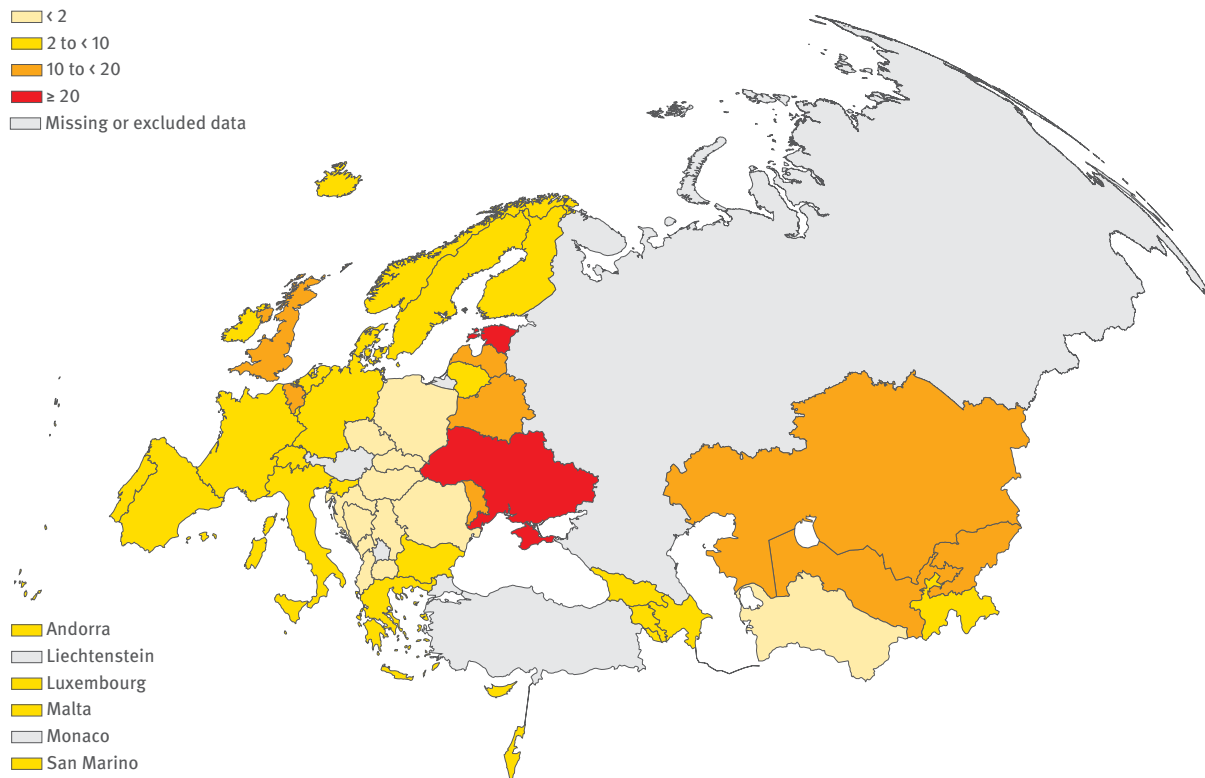 < 2
2 to < 10
10 to < 20
≥ 20
Missing or excluded data
Andorra
Liechtenstein
Luxembourg
Malta
Monaco
San Marino